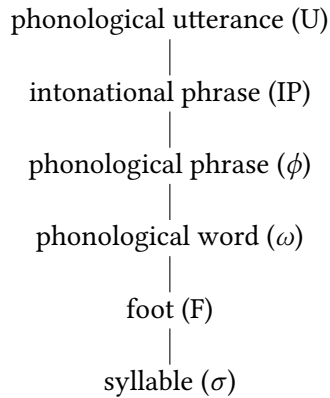 phonological utterance (U)
intonational phrase (IP)
phonological phrase (ϕ)
phonological word (ω)
foot (F)
syllable (σ)